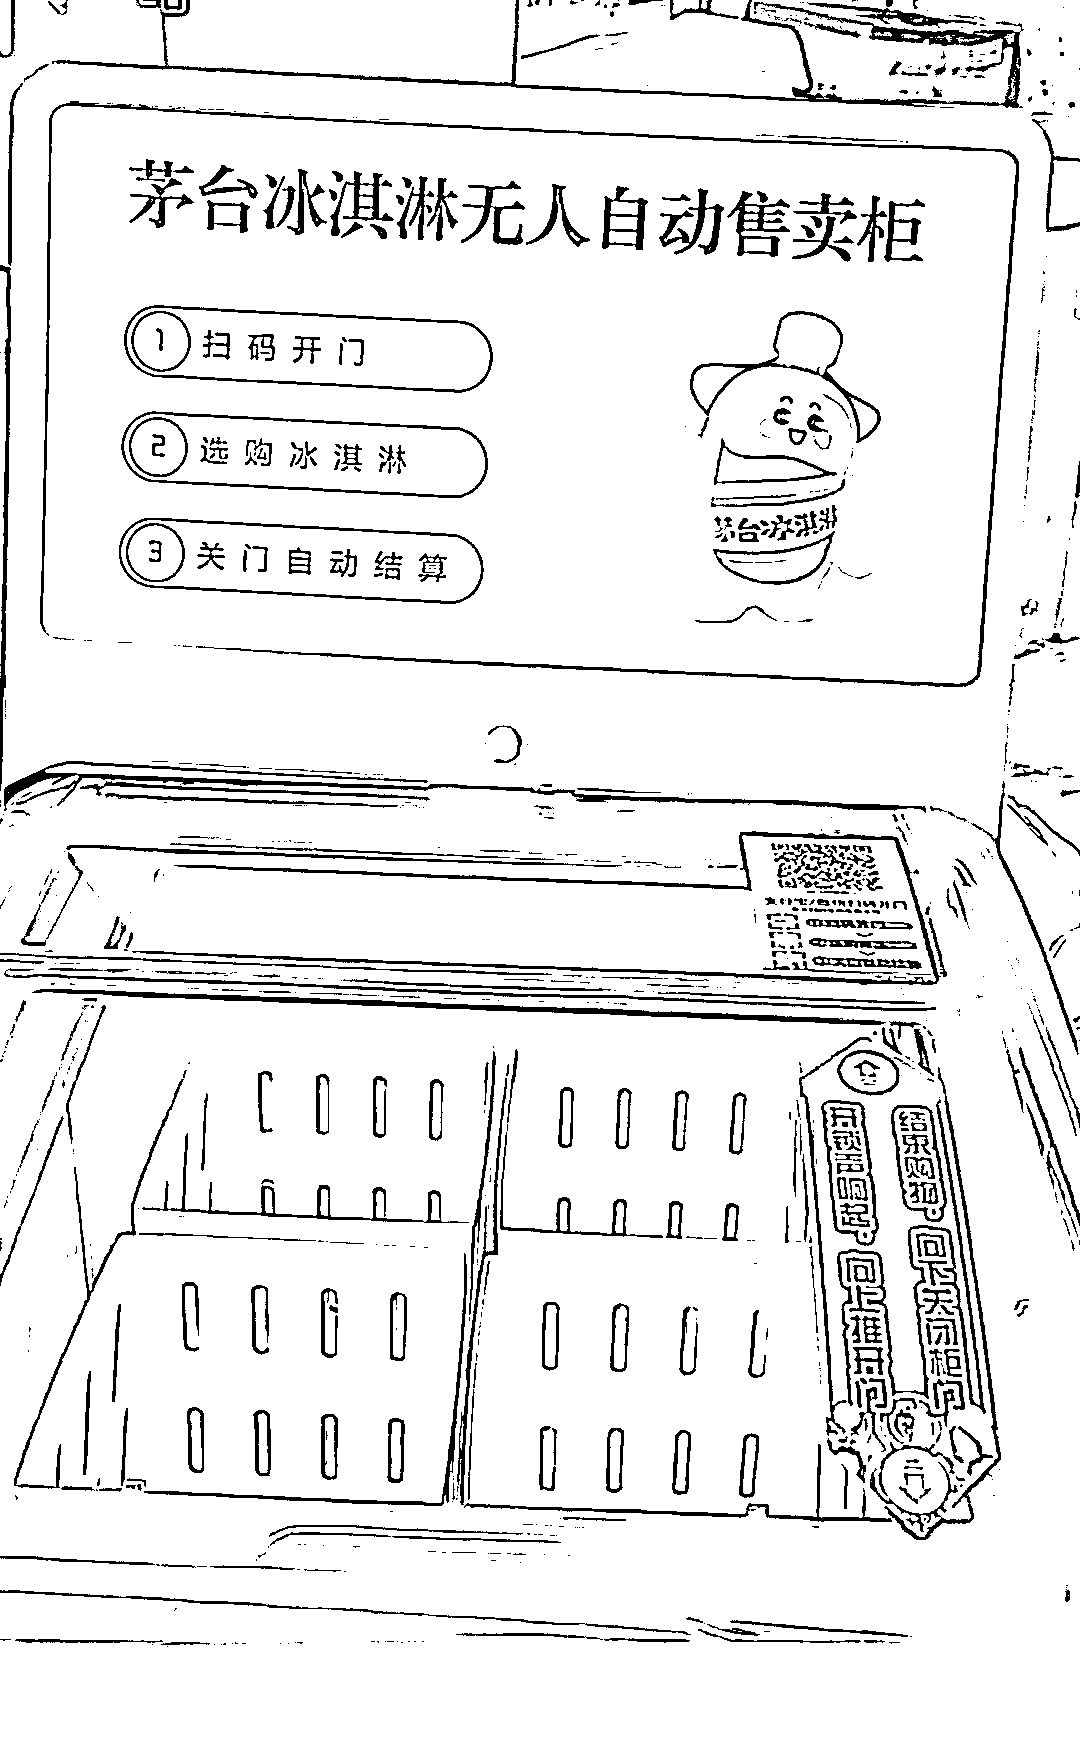 茅台冰淇淋无人自动售卖柜
1 扫码开门
2 选购冰淇淋
3 关门自动结算
茅台冰淇淋
开锁声响起,向上推开门
结束购物,向下关闭柜门